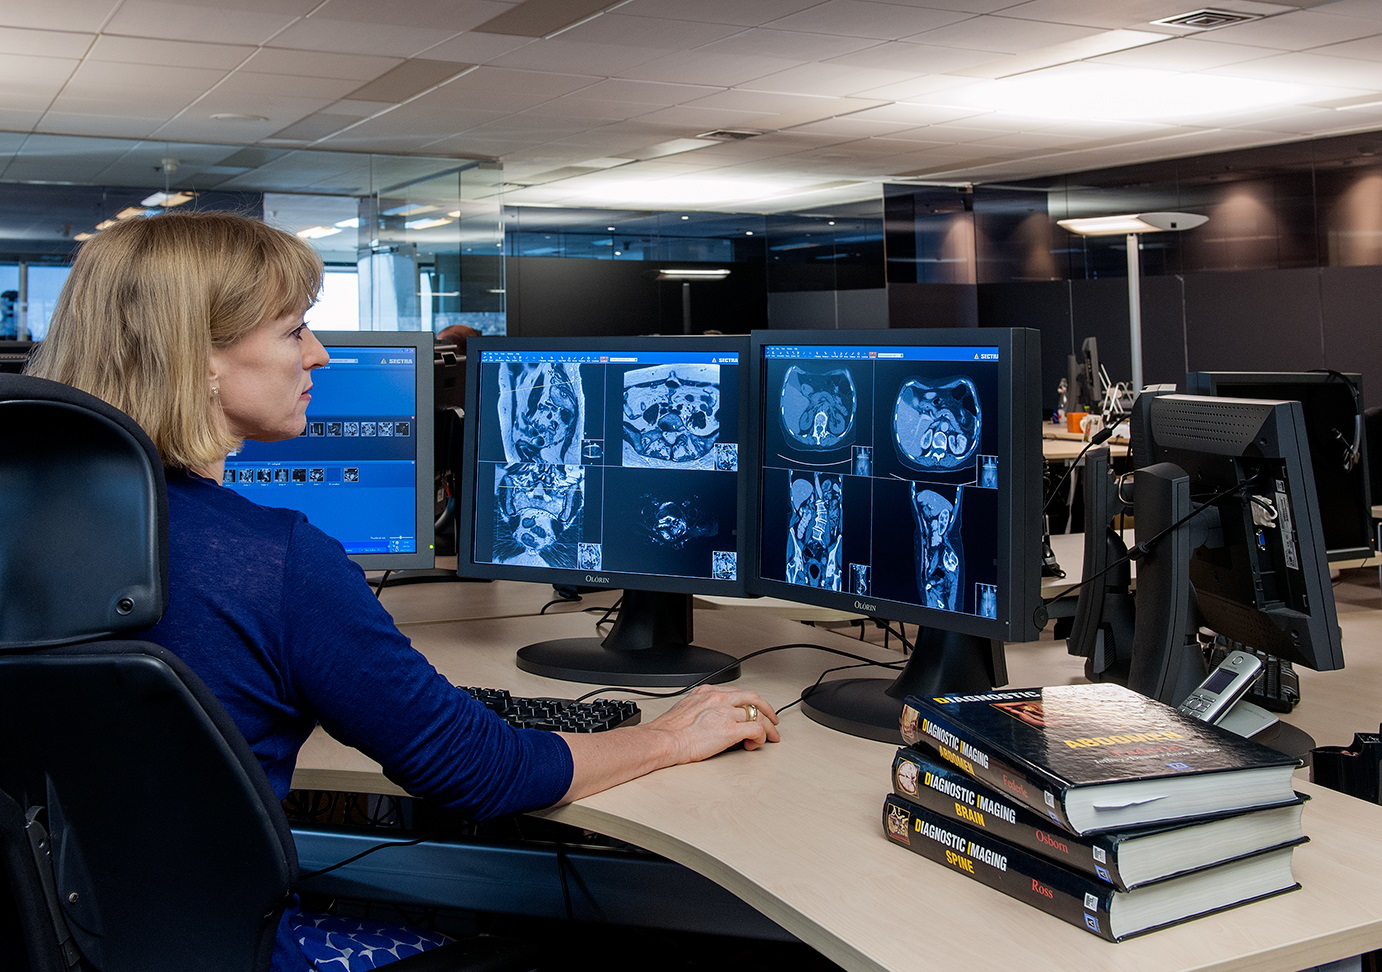 SECTRA
SECTRA
SECTRA
OLÓRIN
OLÓRIN
DIAGNOSTIC
ABDOMEN
DIAGNOSTIC IMAGING
ABDOMEN
Federle
DIAGNOSTIC IMAGING
BRAIN
Osborn
DIAGNOSTIC IMAGING
SPINE
Ross